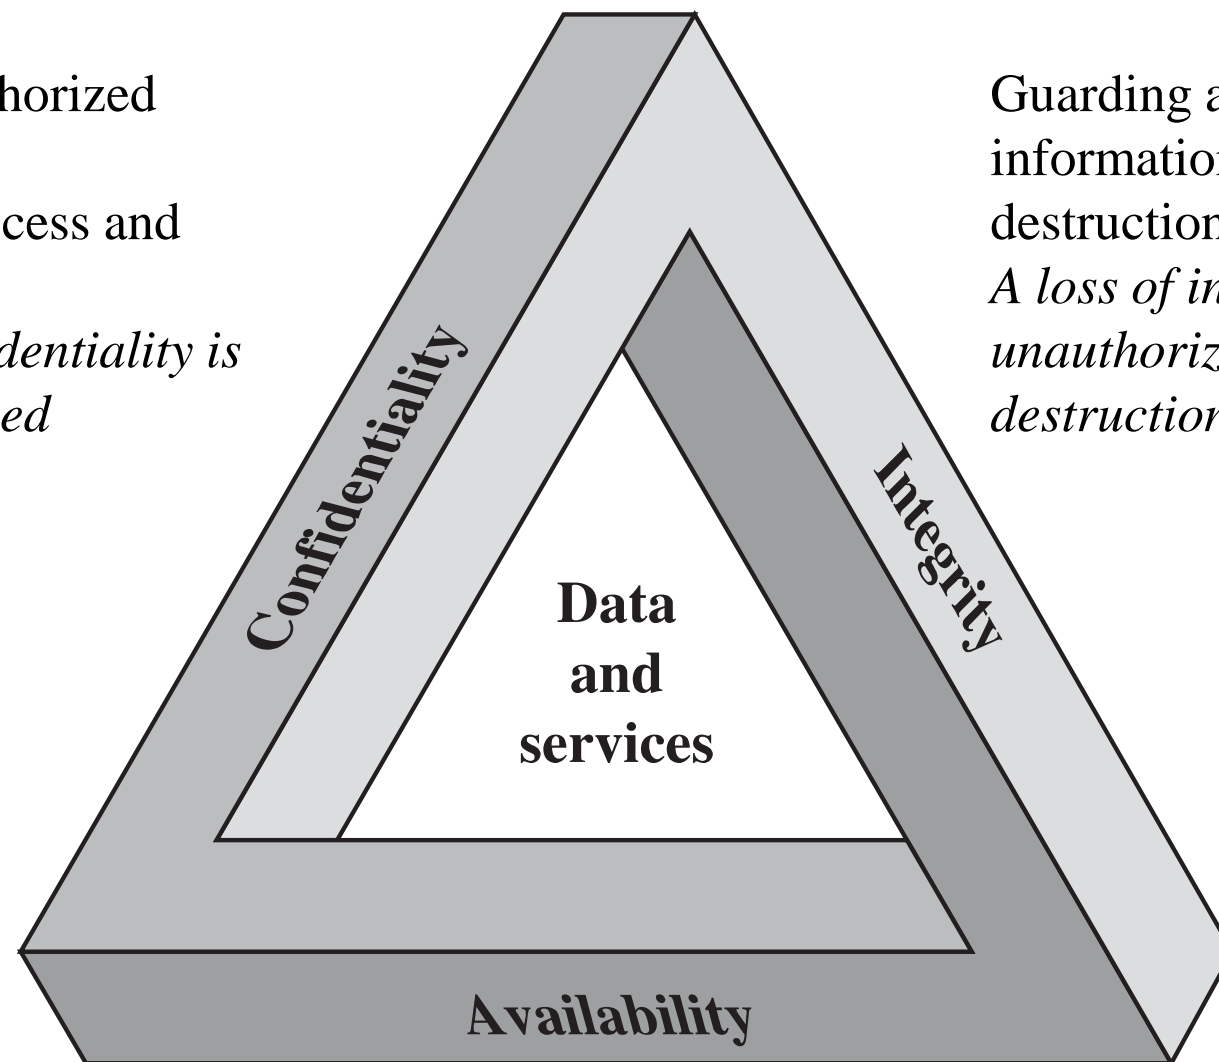 horized
cess and
dentiality is
ed
Guarding a
information
destruction
A loss of in
unauthoriz
destruction
Confidentiality
Integrity
Data
and
services
Availability